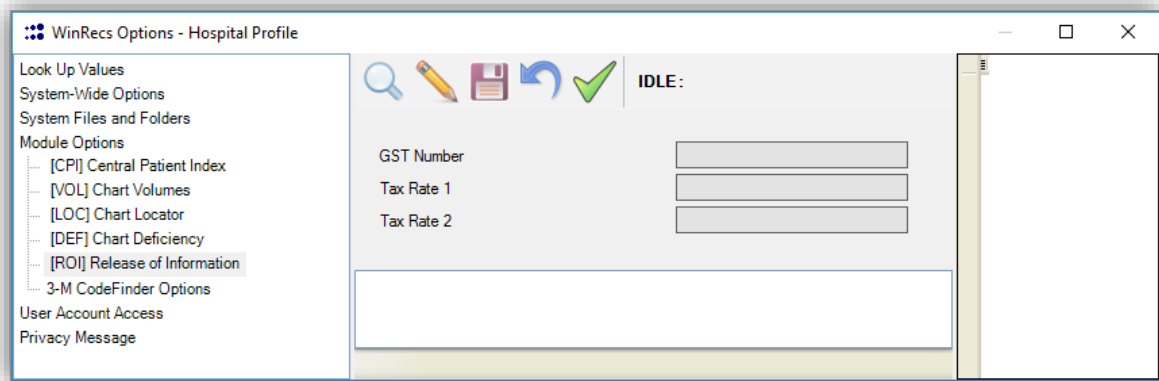 WinRecs Options - Hospital Profile
Look Up Values
System-Wide Options
System Files and Folders
Module Options
[CPI] Central Patient Index
[VOL] Chart Volumes
[LOC] Chart Locator
[DEF] Chart Deficiency
[ROI] Release of Information
3-M CodeFinder Options
User Account Access
Privacy Message
IDLE:
GST Number
Tax Rate 1
Tax Rate 2